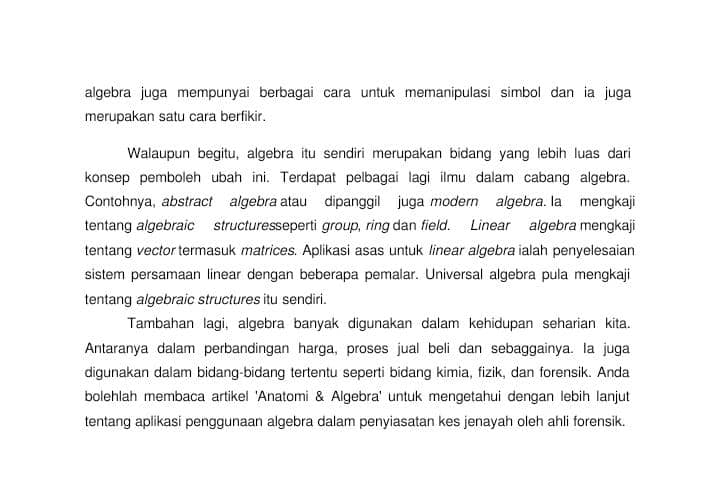 algebra juga mempunyai berbagai cara untuk memanipulasi simbol dan ia juga
merupakan satu cara berfikir.
Walaupun begitu, algebra itu sendiri merupakan bidang yang lebih luas dari
konsep pemboleh ubah ini. Terdapat pelbagai lagi ilmu dalam cabang algebra.
Contohnya, abstract algebra atau dipanggil juga modern algebra. Ia mengkaji
tentang algebraic structuresseperti group, ring dan field. Linear algebra mengkaji
tentang vector termasuk matrices. Aplikasi asas untuk linear algebra ialah penyelesaian
sistem persamaan linear dengan beberapa pemalar. Universal algebra pula mengkaji
tentang algebraic structures itu sendiri.
Tambahan lagi, algebra banyak digunakan dalam kehidupan seharian kita.
Antaranya dalam perbandingan harga, proses jual beli dan sebaggainya. Ia juga
digunakan dalam bidang-bidang tertentu seperti bidang kimia, fizik, dan forensik. Anda
bolehlah membaca artikel 'Anatomi & Algebra' untuk mengetahui dengan lebih lanjut
tentang aplikasi penggunaan algebra dalam penyiasatan kes jenayah oleh ahli forensik.